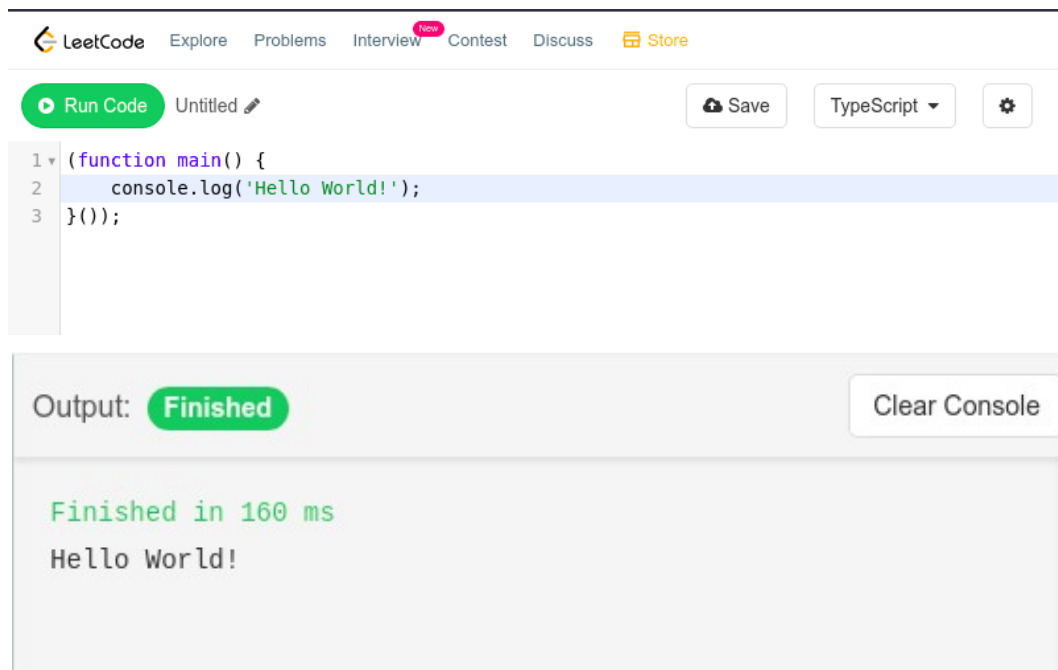 LeetCode Explore Problems Interview New Contest Discuss Store
Run Code Untitled Save TypeScript
1 (function main() {
2     console.log('Hello World!');
3 }());
Output: Finished Clear Console
Finished in 160 ms
Hello World!